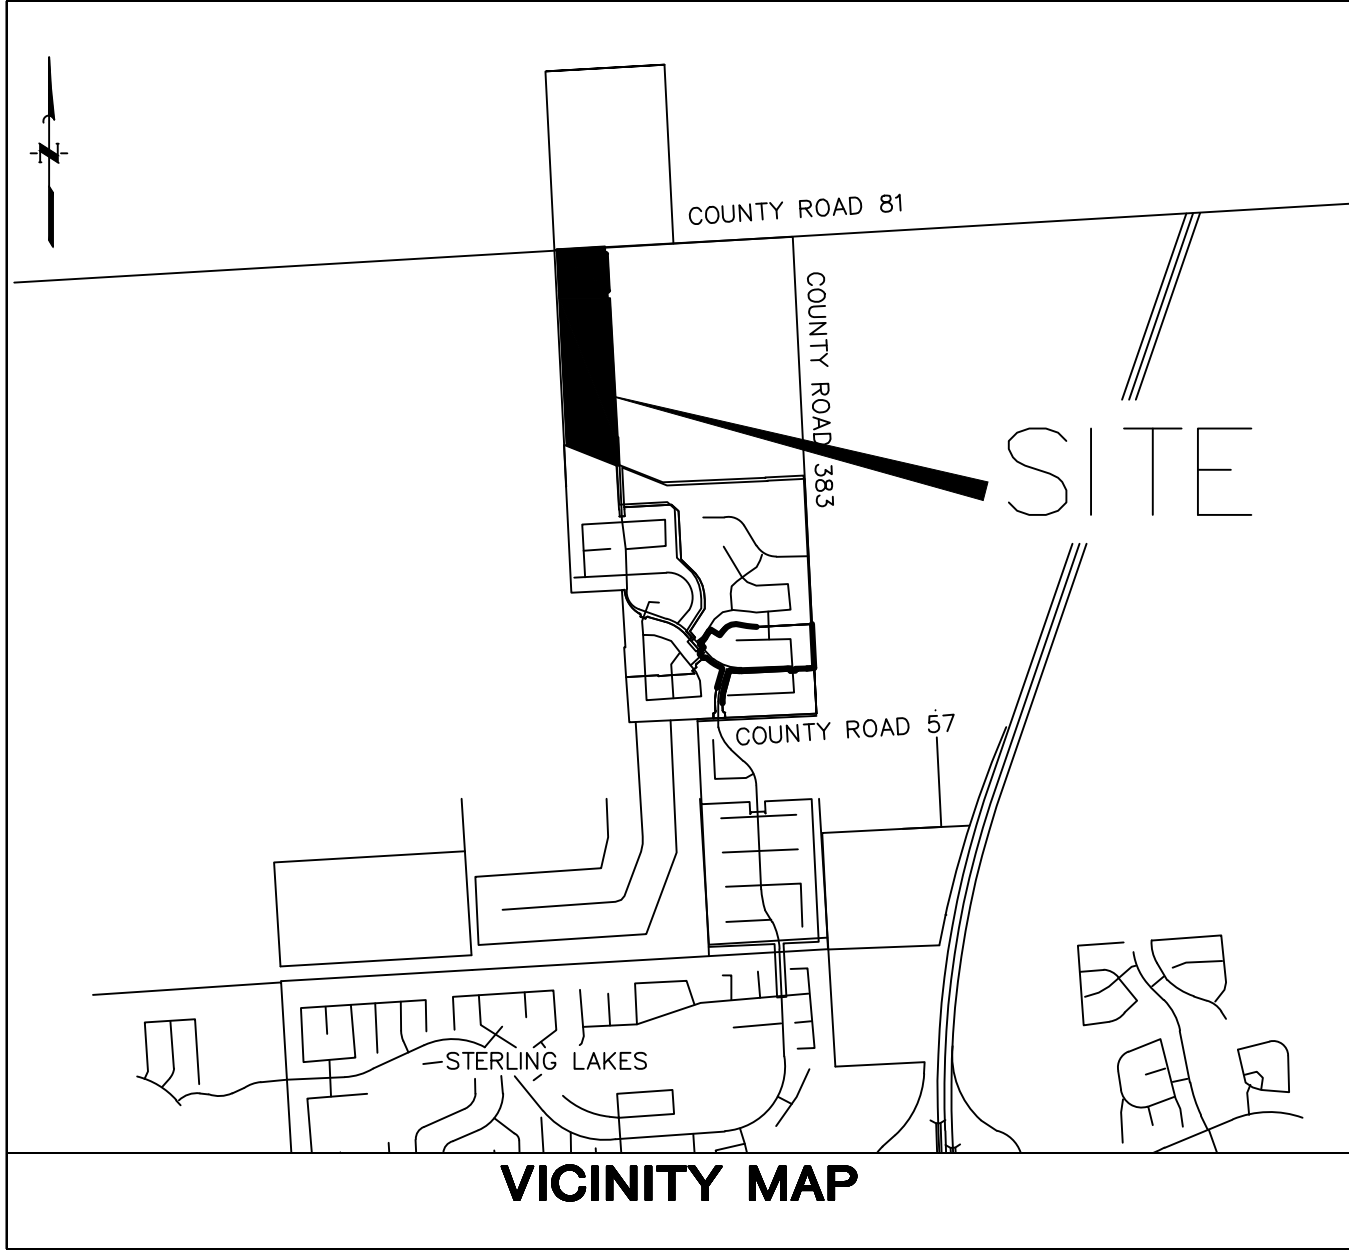 N
COUNTY ROAD 81
COUNTY ROAD 383
SITE
COUNTY ROAD 57
STERLING LAKES
VICINITY MAP